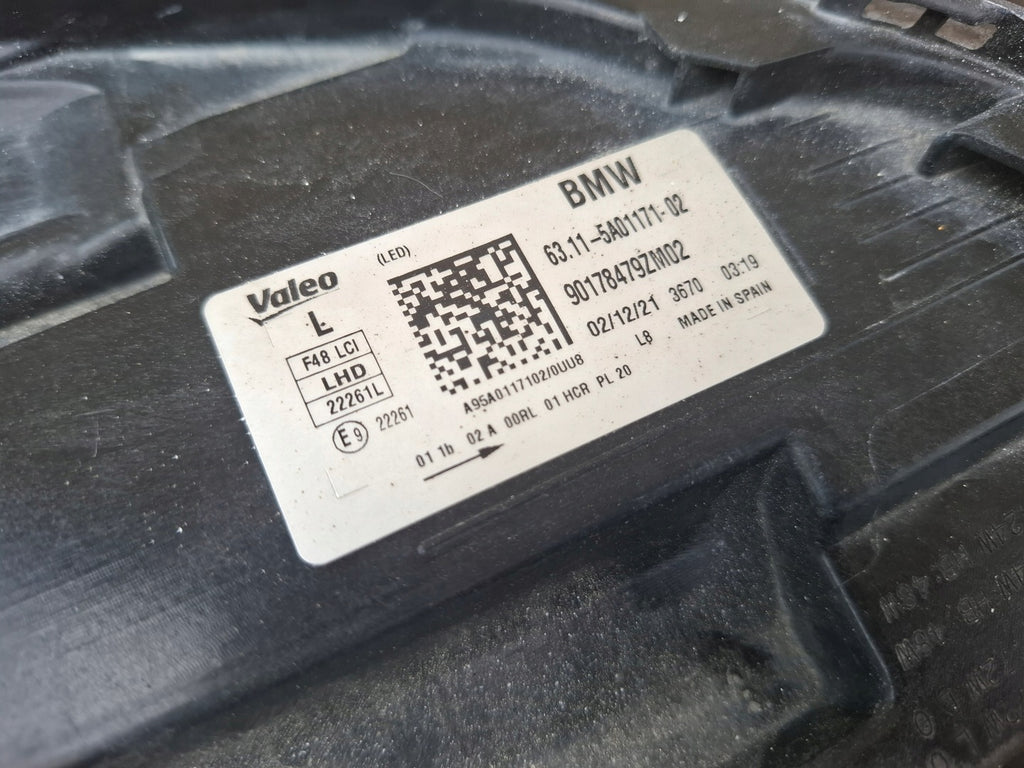 BMW
63.11-5A01171-02
90178479ZM02
02/12/21 3670 03:19
L8 MADE IN SPAIN
(LED)
Valeo
L
F48 LCI
LHD
22261L
E9 22261
A95A0117102/0UU8
01 1b 02 A 00RL 01 HCR PL 20